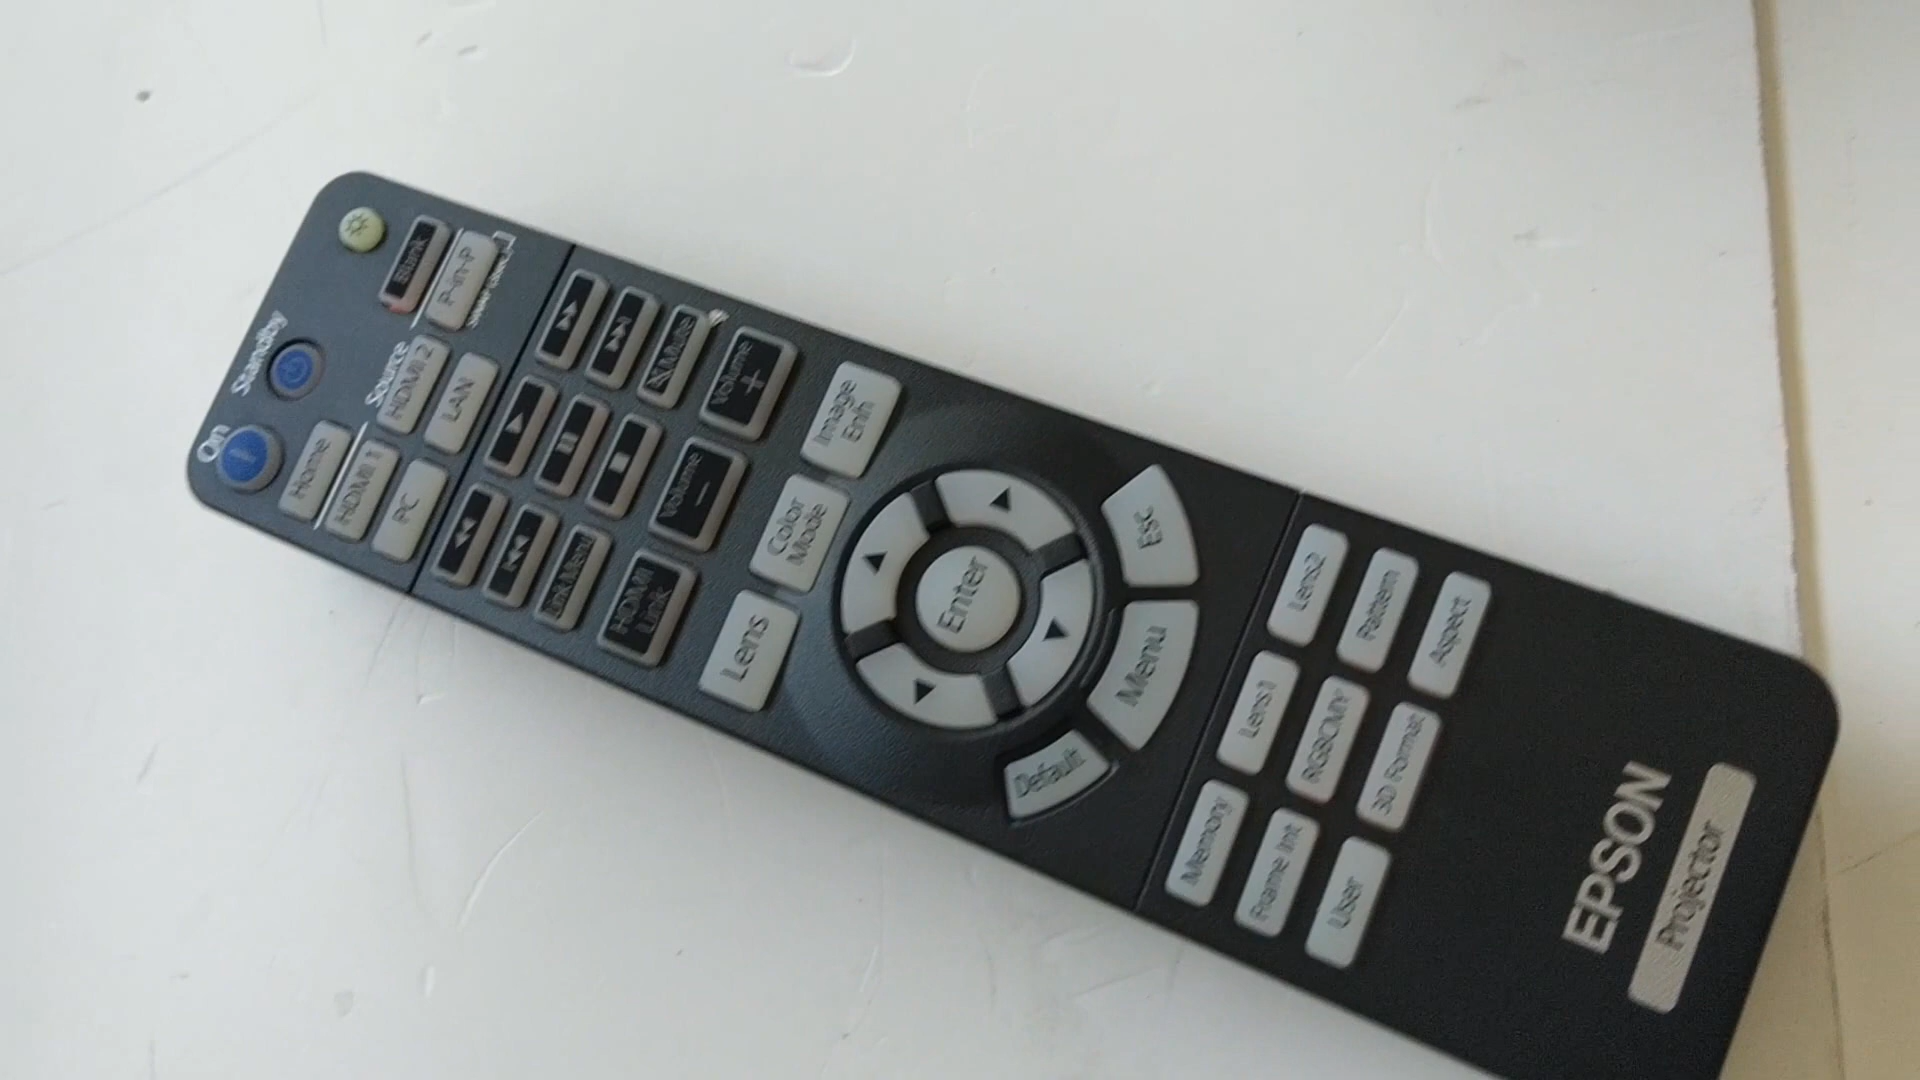 On
Standby
Home
Source
HDMI 1
HDMI 2
Blank
PC
LAN
P-in-P
Link Menu
Mute
HDMI
Link
Volume
−
Volume
+
Lens
Color
Mode
Image
Enh
Enter
Default
Menu
Esc
Memory
Lens1
Lens2
Frame Int
RGBCMY
Pattern
User
3D Format
Aspect
EPSON
Projector